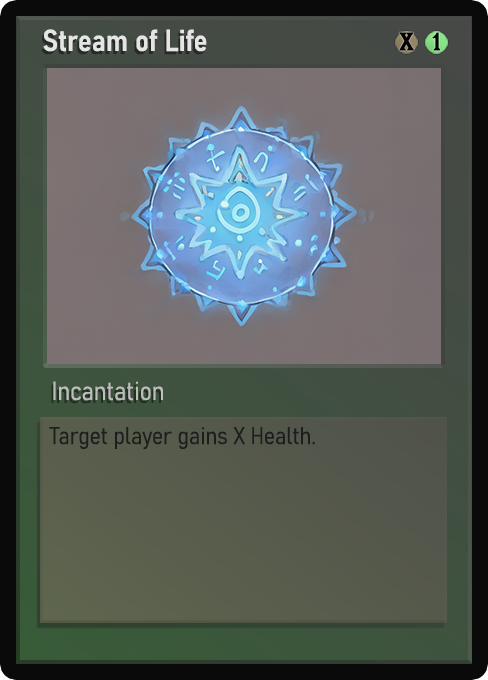 Stream of Life X 1
Incantation
Target player gains X Health.